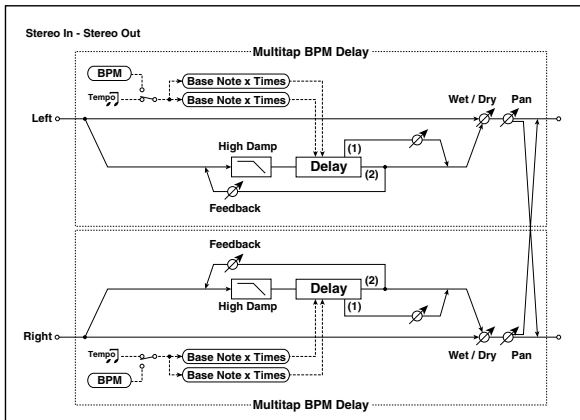 Stereo In - Stereo Out
Multitap BPM Delay
BPM
Base Note x Times
Tempo
Base Note x Times
Wet / Dry
Pan
Left
High Damp
Delay
(1)
(2)
Feedback
Feedback
(2)
Delay
(1)
High Damp
Right
Wet / Dry
Pan
Tempo
Base Note x Times
BPM
Base Note x Times
Multitap BPM Delay